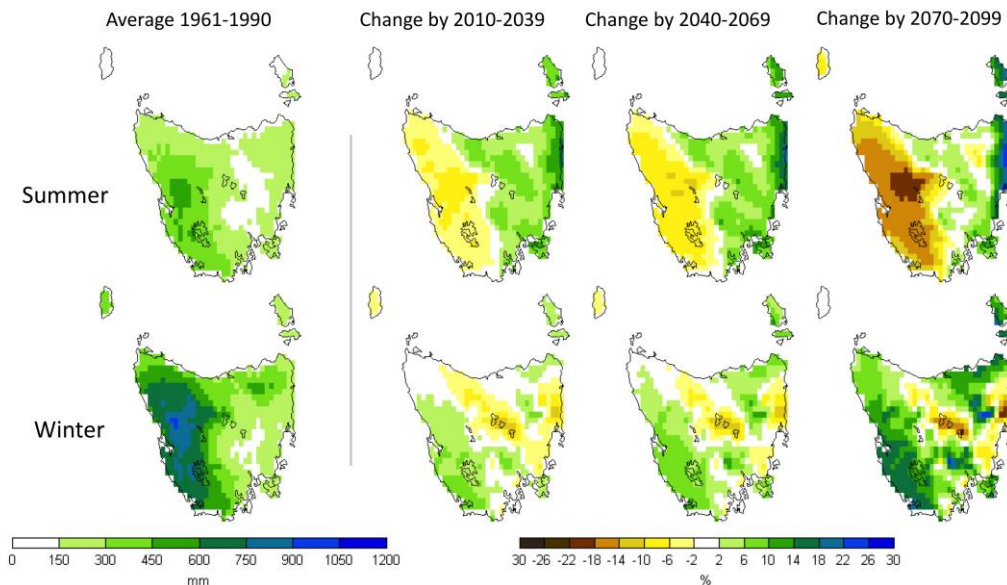 Average 1961-1990
Change by 2010-2039
Change by 2040-2069
Change by 2070-2099
Summer
Winter
0 150 300 450 600 750 900 1050 1200
mm
30 -26 -22 -18 -14 -10 -6 -2 2 6 10 14 18 22 26 30
%